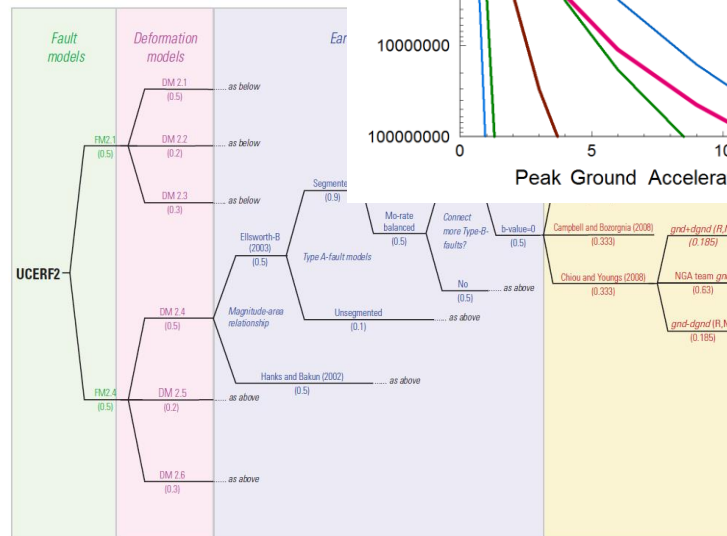 Fault
models
Deformation
models
Ear
10000000
100000000
0
5
10
Peak Ground Accelera
UCERF2
FM2.1
(0.5)
FM2.4
(0.5)
DM 2.1
(0.5)
as below
DM 2.2
(0.2)
as below
DM 2.3
(0.3)
as below
DM 2.4
(0.5)
DM 2.5
(0.2)
as above
DM 2.6
(0.3)
as above
Magnitude-area
relationship
Ellsworth-B
(2003)
(0.5)
Hanks and Bakun (2002)
(0.5)
as above
Type A-fault models
Segmente
(0.9)
Unsegmented
(0.1)
as above
Mo-rate
balanced
(0.5)
Connect
more Type-B-
faults?
No
(0.5)
as above
b-value=0
(0.5)
Campbell and Bozorgnia (2008)
(0.333)
Chiou and Youngs (2008)
(0.333)
gnd+dgnd (R,M
(0.185)
NGA team gn
(0.63)
gnd-dgnd (R,M
(0.185)